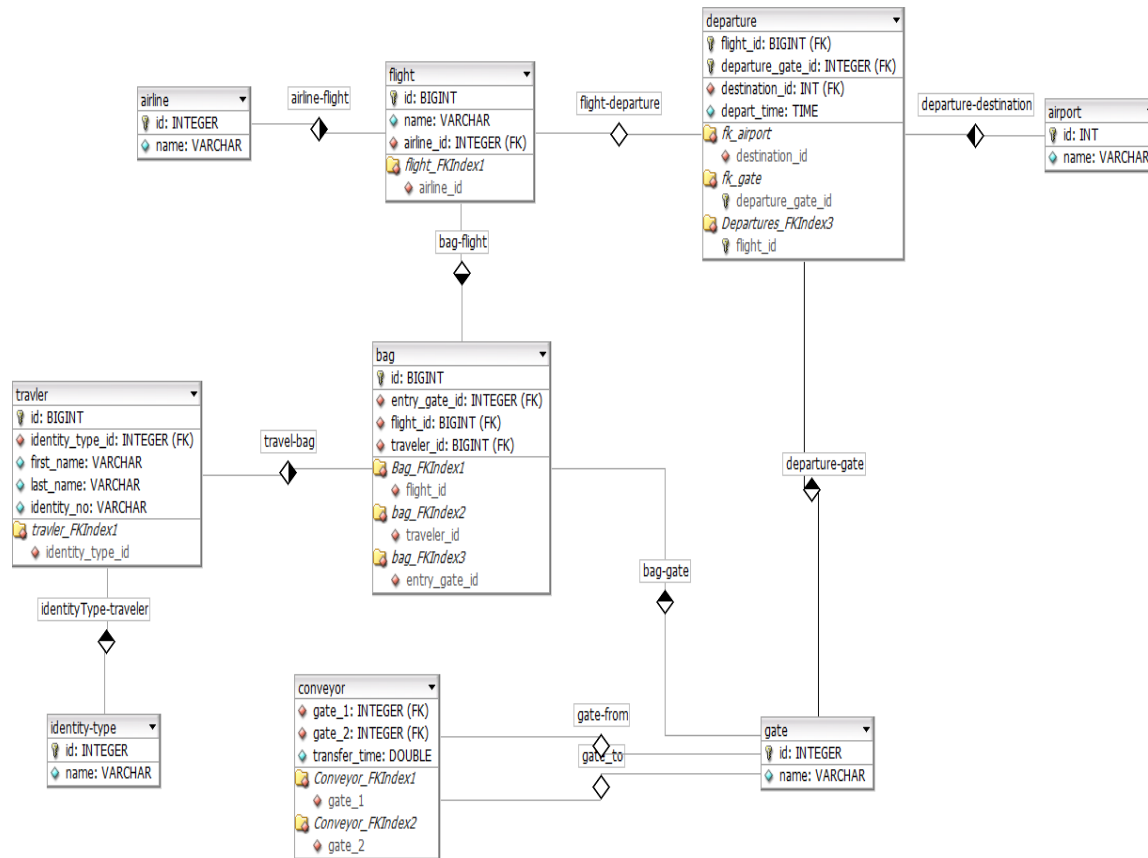 departure
flight_id: BIGINT (FK)
departure_gate_id: INTEGER (FK)
destination_id: INT (FK)
depart_time: TIME
fk_airport
destination_id
fk_gate
departure_gate_id
Departures_FKIndex3
flight_id
flight
id: BIGINT
name: VARCHAR
airline_id: INTEGER (FK)
flight_FKIndex1
airline_id
airline
id: INTEGER
name: VARCHAR
airline-flight
flight-departure
departure-destination
airport
id: INT
name: VARCHAR
bag-flight
bag
id: BIGINT
entry_gate_id: INTEGER (FK)
flight_id: BIGINT (FK)
traveler_id: BIGINT (FK)
Bag_FKIndex1
flight_id
bag_FKIndex2
traveler_id
bag_FKIndex3
entry_gate_id
travler
id: BIGINT
identity_type_id: INTEGER (FK)
first_name: VARCHAR
last_name: VARCHAR
identity_no: VARCHAR
travler_FKIndex1
identity_type_id
travel-bag
departure-gate
bag-gate
identityType-traveler
identity-type
id: INTEGER
name: VARCHAR
conveyor
gate_1: INTEGER (FK)
gate_2: INTEGER (FK)
transfer_time: DOUBLE
Conveyor_FKIndex1
gate_1
Conveyor_FKIndex2
gate_2
gate-from
gate_to
gate
id: INTEGER
name: VARCHAR